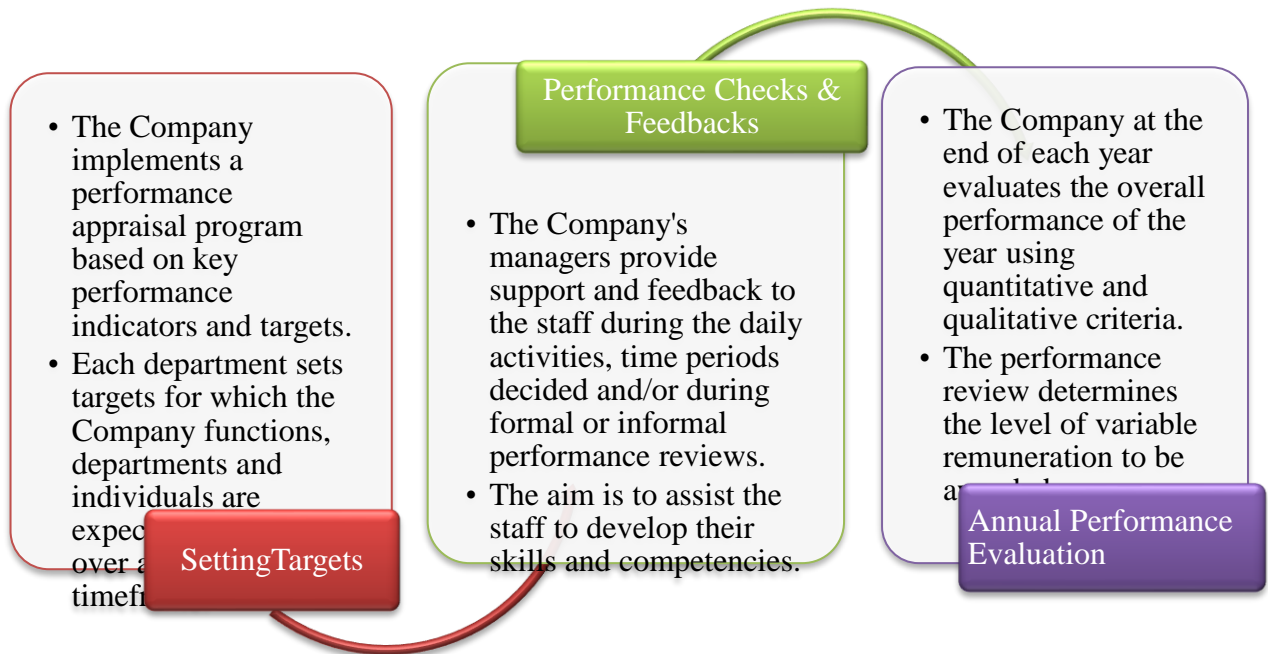 • The Company
implements a
performance
appraisal program
based on key
performance
indicators and targets.
• Each department sets
targets for which the
Company functions,
departments and
individuals are
over
SettingTargets
Performance Checks &
Feedbacks
• The Company's
managers provide
support and feedback to
the staff during the daily
activities, time periods
decided and/or during
formal or informal
performance reviews.
• The aim is to assist the
staff to develop their
skills and competencies.
• The Company at the
end of each year
evaluates the overall
performance of the
year using
quantitative and
qualitative criteria.
• The performance
review determines
the level of variable
remuneration to be
Annual Performance
Evaluation